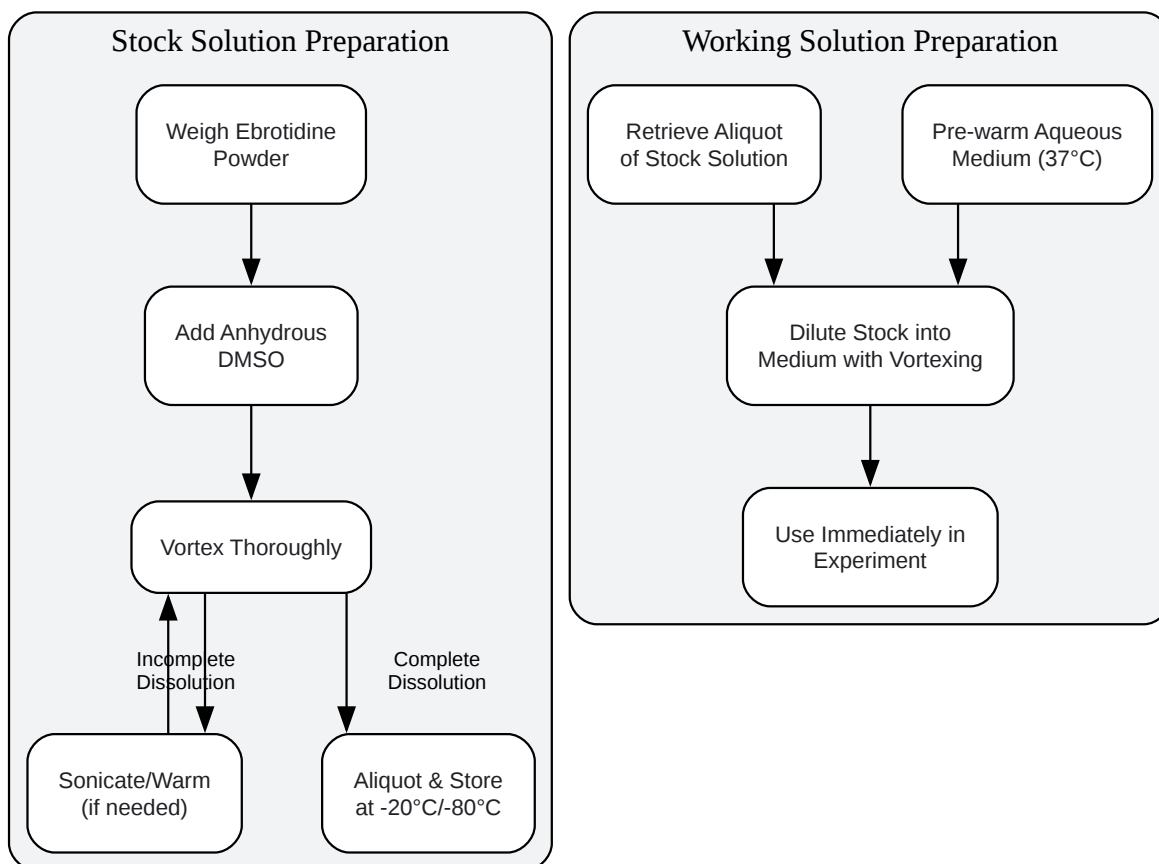 Stock Solution Preparation
Weigh Ebrotidine
Powder
Add Anhydrous
DMSO
Vortex Thoroughly
Incomplete
Dissolution
Complete
Dissolution
Sonicate/Warm
(if needed)
Aliquot & Store
at -20°C/-80°C
Working Solution Preparation
Retrieve Aliquot
of Stock Solution
Pre-warm Aqueous
Medium (37°C)
Dilute Stock into
Medium with Vortexing
Use Immediately in
Experiment